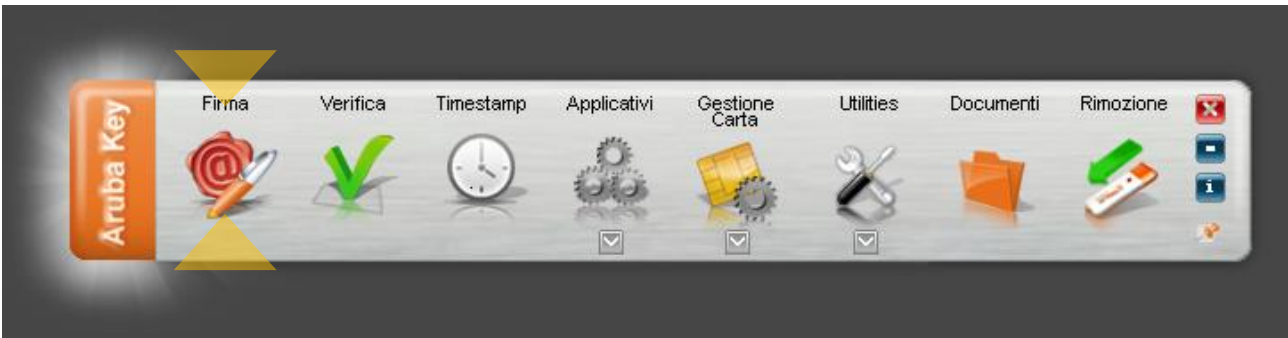 Aruba Key
Firma
Verifica
Timestamp
Applicativi
Gestione
Carta
Utilities
Documenti
Rimozione